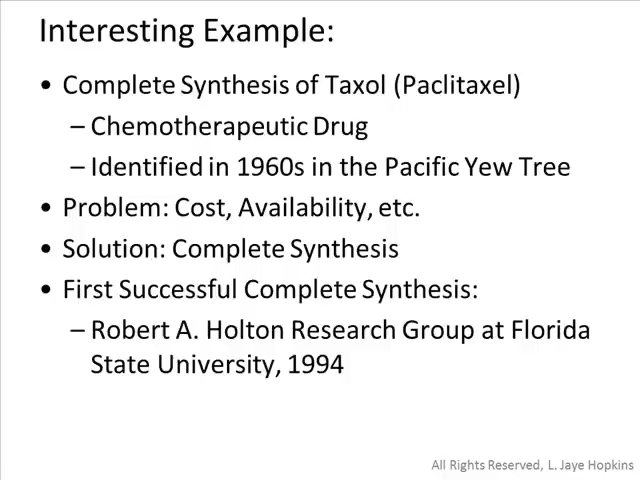 Interesting Example:
• Complete Synthesis of Taxol (Paclitaxel)
– Chemotherapeutic Drug
– Identified in 1960s in the Pacific Yew Tree
• Problem: Cost, Availability, etc.
• Solution: Complete Synthesis
• First Successful Complete Synthesis:
– Robert A. Holton Research Group at Florida
State University, 1994
All Rights Reserved, L. Jaye Hopkins